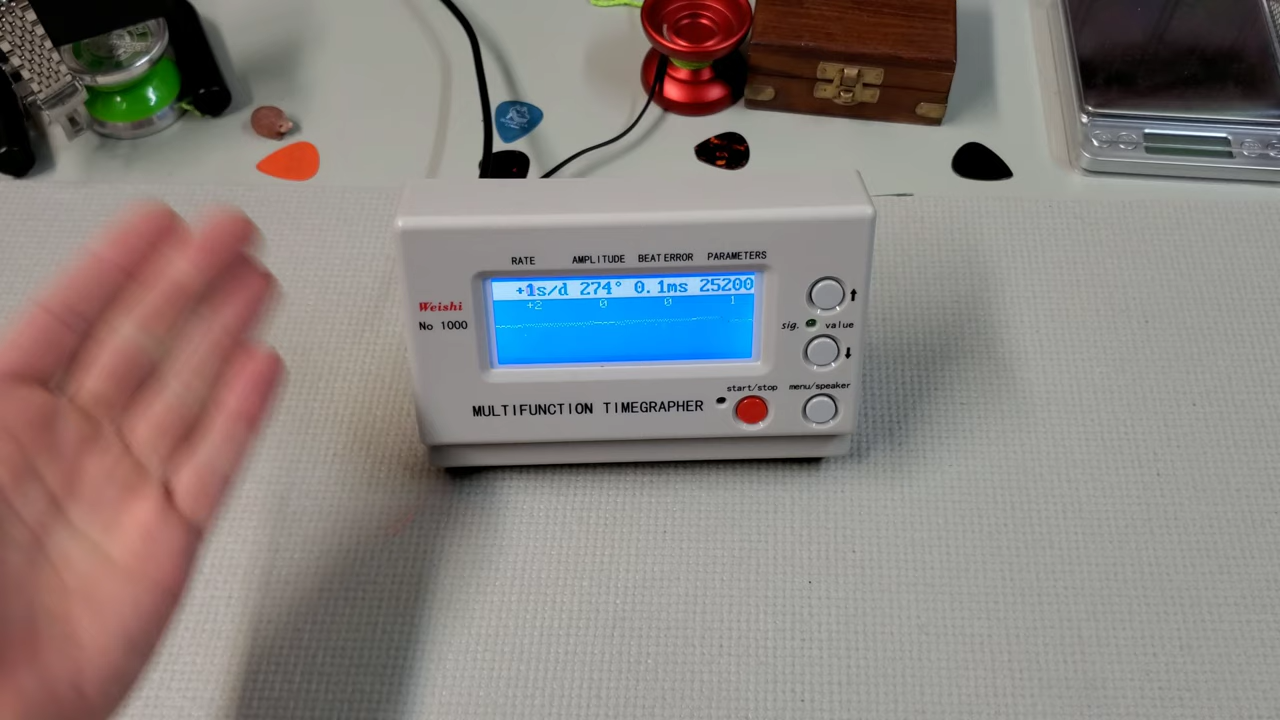 RATE AMPLITUDE BEAT ERROR PARAMETERS
s/d 274° 0.1ms 25200
+2 0 0 1
Weishi
No 1000
sig. value
start/stop menu/speaker
MULTIFUNCTION TIMEGRAPHER